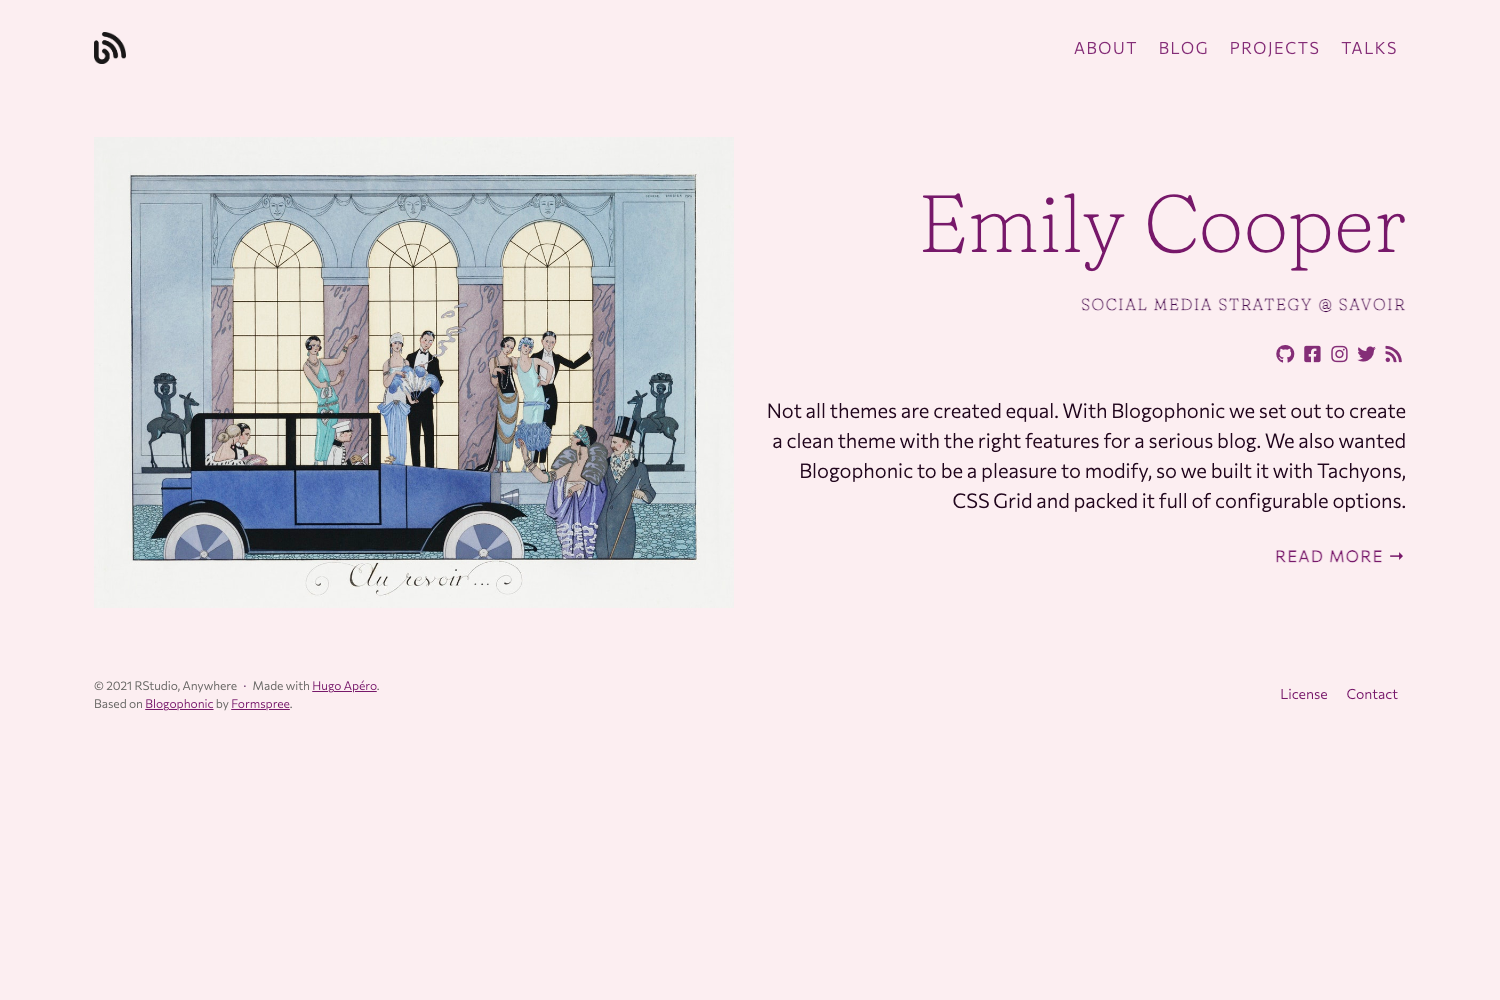 ABOUT BLOG PROJECTS TALKS
Emily Cooper
SOCIAL MEDIA STRATEGY @ SAVOIR
Not all themes are created equal. With Blogophonic we set out to create
a clean theme with the right features for a serious blog. We also wanted
Blogophonic to be a pleasure to modify, so we built it with Tachyons,
CSS Grid and packed it full of configurable options.
READ MORE →
Au revoir...
© 2021 RStudio, Anywhere · Made with Hugo Apéro.
Based on Blogophonic by Formspree.
License Contact